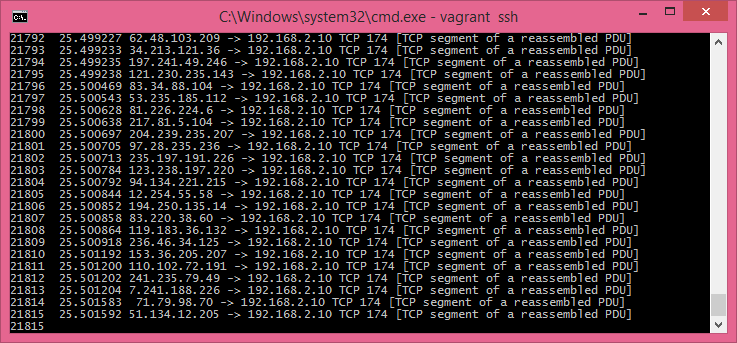 C:\Windows\system32\cmd.exe - vagrant ssh
21792 25.499227 62.48.103.209 -> 192.168.2.10 TCP 174 [TCP segment of a reassembled PDU]
21793 25.499233 34.213.121.36 -> 192.168.2.10 TCP 174 [TCP segment of a reassembled PDU]
21794 25.499235 197.241.49.246 -> 192.168.2.10 TCP 174 [TCP segment of a reassembled PDU]
21795 25.499238 121.230.235.143 -> 192.168.2.10 TCP 174 [TCP segment of a reassembled PDU]
21796 25.500469 83.34.88.104 -> 192.168.2.10 TCP 174 [TCP segment of a reassembled PDU]
21797 25.500543 53.235.185.112 -> 192.168.2.10 TCP 174 [TCP segment of a reassembled PDU]
21798 25.500628 81.226.224.6 -> 192.168.2.10 TCP 174 [TCP segment of a reassembled PDU]
21799 25.500638 217.81.51.104 -> 192.168.2.10 TCP 174 [TCP segment of a reassembled PDU]
21800 25.500697 204.239.235.207 -> 192.168.2.10 TCP 174 [TCP segment of a reassembled PDU]
21801 25.500705 97.28.235.236 -> 192.168.2.10 TCP 174 [TCP segment of a reassembled PDU]
21802 25.500713 235.197.191.226 -> 192.168.2.10 TCP 174 [TCP segment of a reassembled PDU]
21803 25.500784 123.238.197.220 -> 192.168.2.10 TCP 174 [TCP segment of a reassembled PDU]
21804 25.500792 94.134.221.215 -> 192.168.2.10 TCP 174 [TCP segment of a reassembled PDU]
21805 25.500844 12.254.55.58 -> 192.168.2.10 TCP 174 [TCP segment of a reassembled PDU]
21806 25.500852 194.250.135.14 -> 192.168.2.10 TCP 174 [TCP segment of a reassembled PDU]
21807 25.500858 83.220.38.60 -> 192.168.2.10 TCP 174 [TCP segment of a reassembled PDU]
21808 25.500864 119.183.36.132 -> 192.168.2.10 TCP 174 [TCP segment of a reassembled PDU]
21809 25.500918 236.46.34.125 -> 192.168.2.10 TCP 174 [TCP segment of a reassembled PDU]
21810 25.501192 153.36.205.207 -> 192.168.2.10 TCP 174 [TCP segment of a reassembled PDU]
21811 25.501200 110.102.72.191 -> 192.168.2.10 TCP 174 [TCP segment of a reassembled PDU]
21812 25.501202 241.235.79.49 -> 192.168.2.10 TCP 174 [TCP segment of a reassembled PDU]
21813 25.501204 7.241.188.226 -> 192.168.2.10 TCP 174 [TCP segment of a reassembled PDU]
21814 25.501583 71.79.98.70 -> 192.168.2.10 TCP 174 [TCP segment of a reassembled PDU]
21815 25.501592 51.134.12.205 -> 192.168.2.10 TCP 174 [TCP segment of a reassembled PDU]
21815